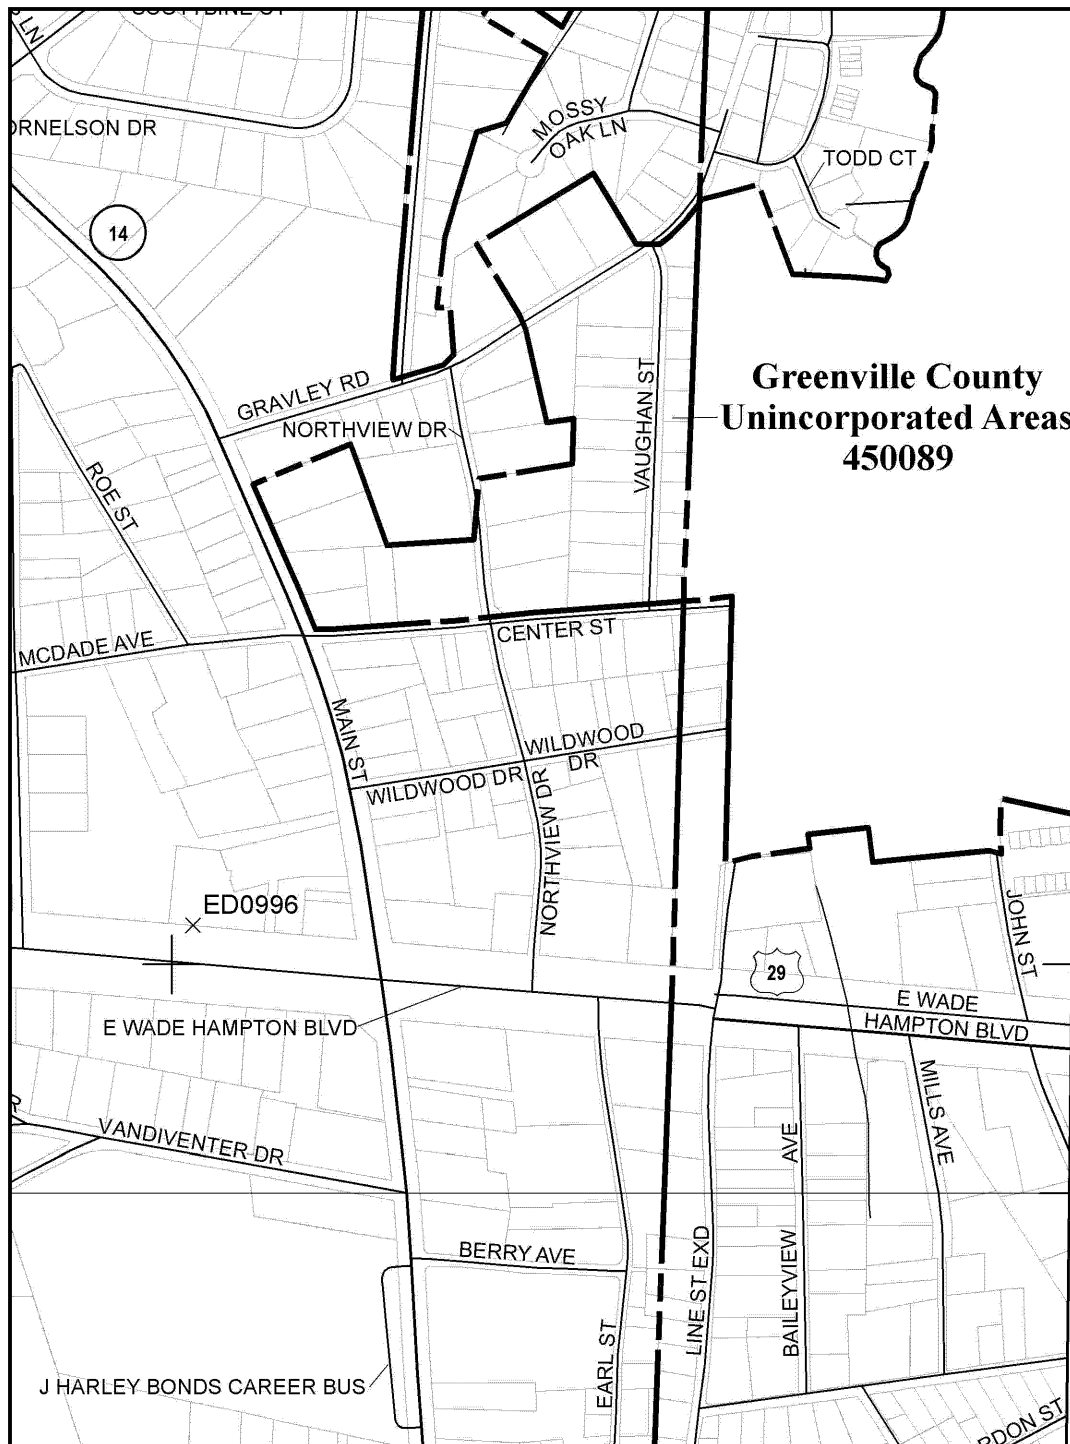 LN
ORNELSON DR
MOSSY
OAK LN
TODD CT
14
GRAVLEY RD
NORTHVIEW DR
VAUGHAN ST
Greenville County
Unincorporated Areas
450089
ROE ST
MCDADE AVE
CENTER ST
MAIN ST
WILDWOOD
DR
WILDWOOD DR
NORTHVIEW DR
ED0996
JOHN ST
29
E WADE
HAMPTON BLVD
E WADE HAMPTON BLVD
MILLS AVE
R
VANDIVENTER DR
AVE
BAILEYVIEW
BERRY AVE
LINE ST EXD
EARL ST
J HARLEY BONDS CAREER BUS
RDON ST